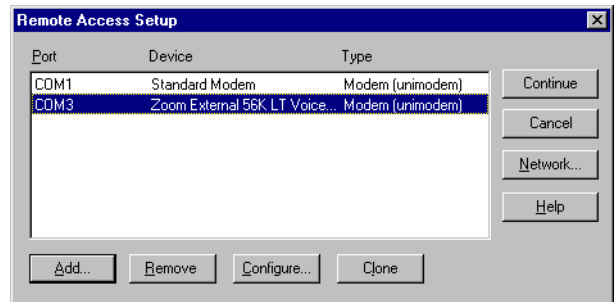 Remote Access Setup
Port Device Type
COM1 Standard Modem Modem (unimodem)
COM3 Zoom External 56K LT Voice... Modem (unimodem)
Continue
Cancel
Network...
Help
Add... Remove Configure... Clone